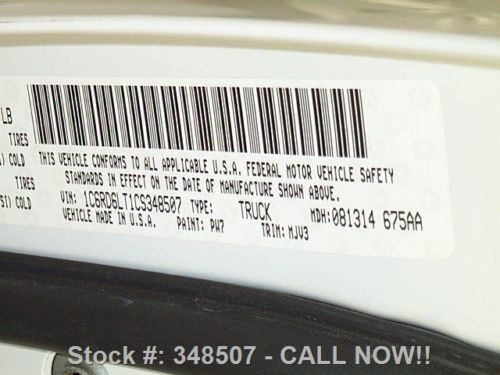 LB
TIRES
COLD
TIRES
SI) COLD
THIS VEHICLE CONFORMS TO ALL APPLICABLE U.S.A. FEDERAL MOTOR VEHICLE SAFETY
STANDARDS IN EFFECT ON THE DATE OF MANUFACTURE SHOWN ABOVE.
VIN: 1C6RD6LT1CS348507 TYPE: TRUCK MDH: 081314 675AA
VEHICLE MADE IN U.S.A. PAINT: PW7 TRIM: MJV3
Stock #: 348507 - CALL NOW!!